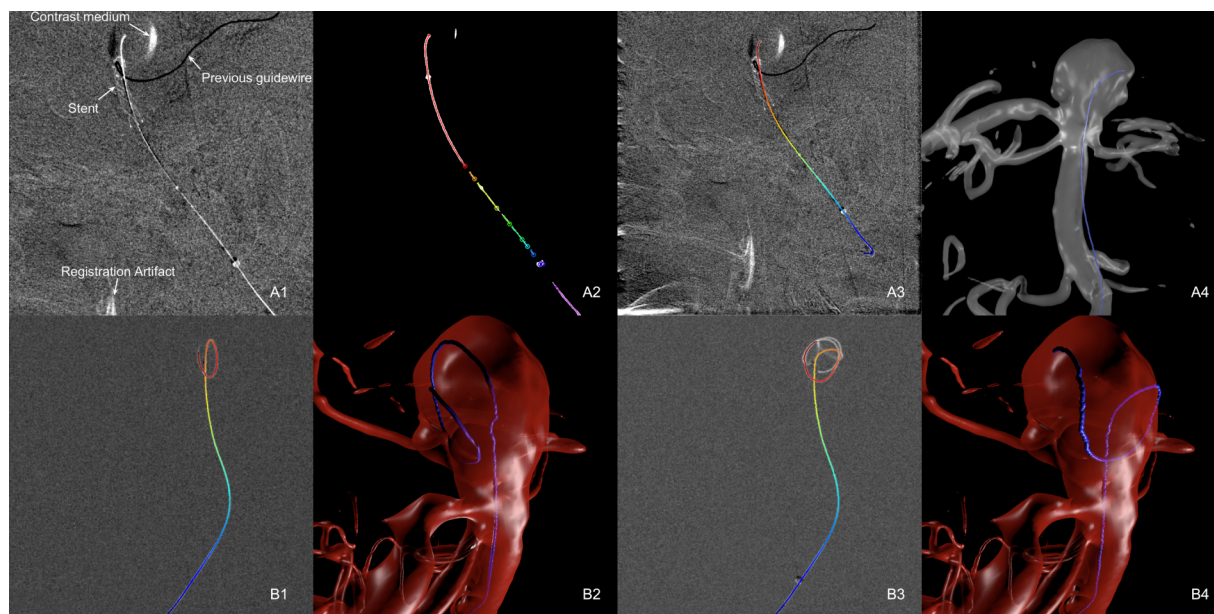 Contrast medium
Previous guidewire
Stent
Registration Artifact
A1
A2
A3
A4
B1
B2
B3
B4